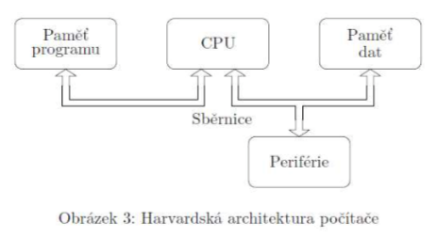 Paměť
programu
CPU
Paměť
dat
Sběrnice
Periférie
Obrázek 3: Harvardská architektura počítače